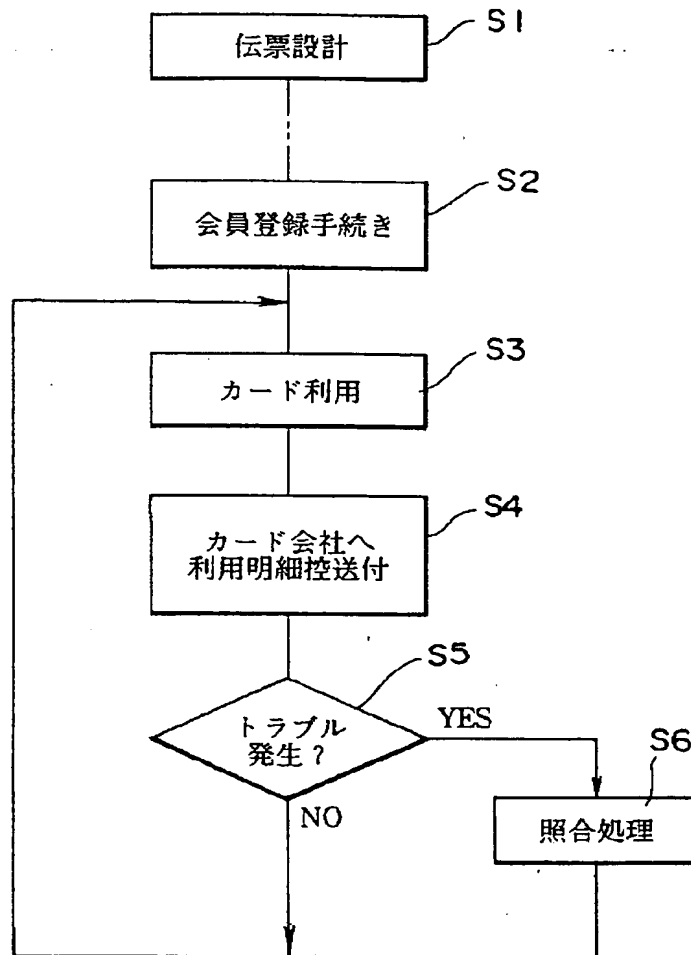 伝票設計
S1
会員登録手続き
S2
カード利用
S3
カード会社へ
利用明細控送付
S4
トラブル
発生?
S5
YES
NO
照合処理
S6